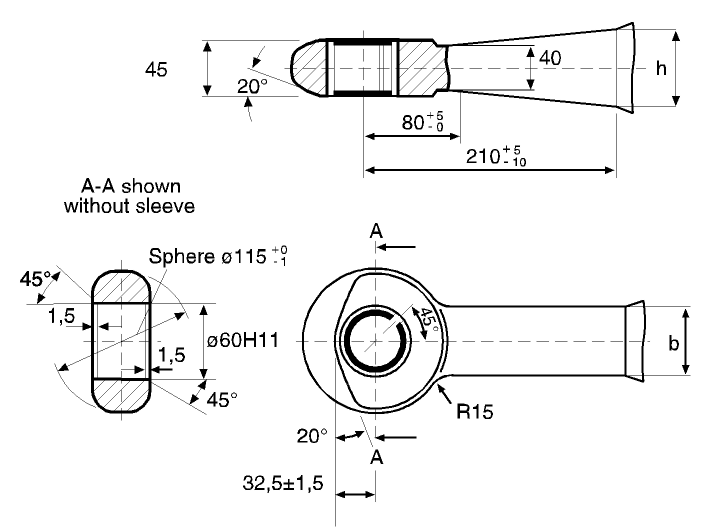 45
20°
40
h
80 +5 -0
210 +5 -10
A-A shown
without sleeve
A
Sphere ø115 +0 -1
45°
1,5
ø60H11
45°
b
1,5
45°
R15
20°
A
32,5±1,5